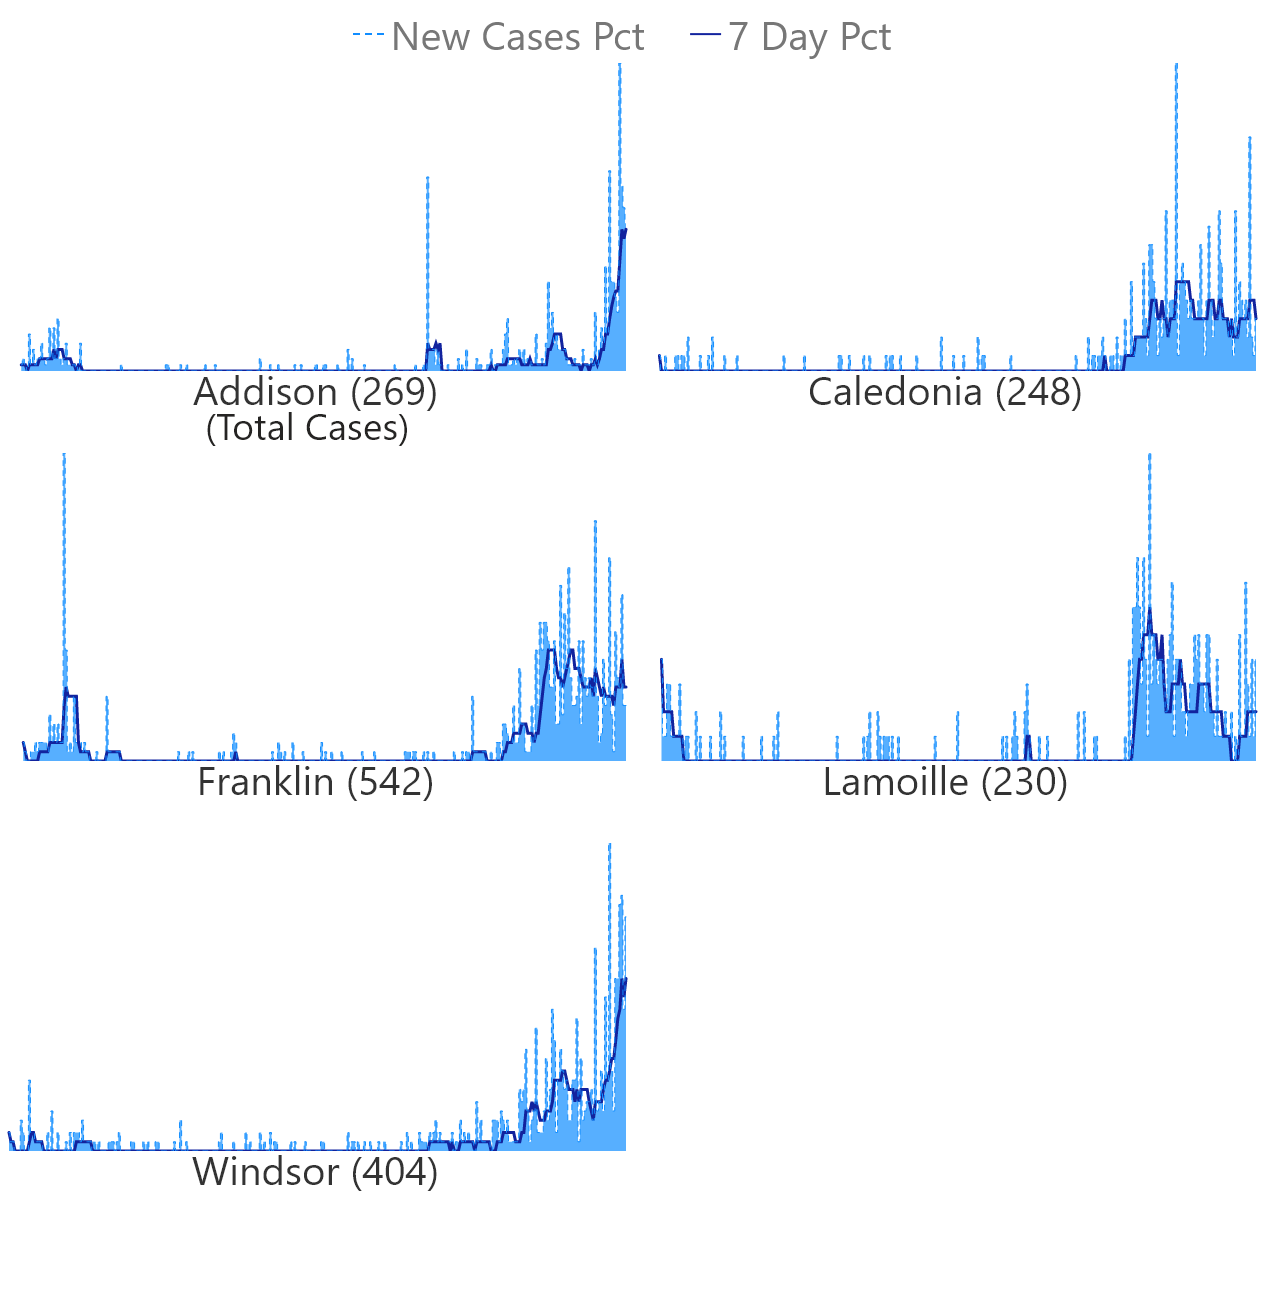 New Cases Pct 7 Day Pct
Addison (269) Caledonia (248)
(Total Cases)
Franklin (542) Lamoille (230)
Windsor (404)